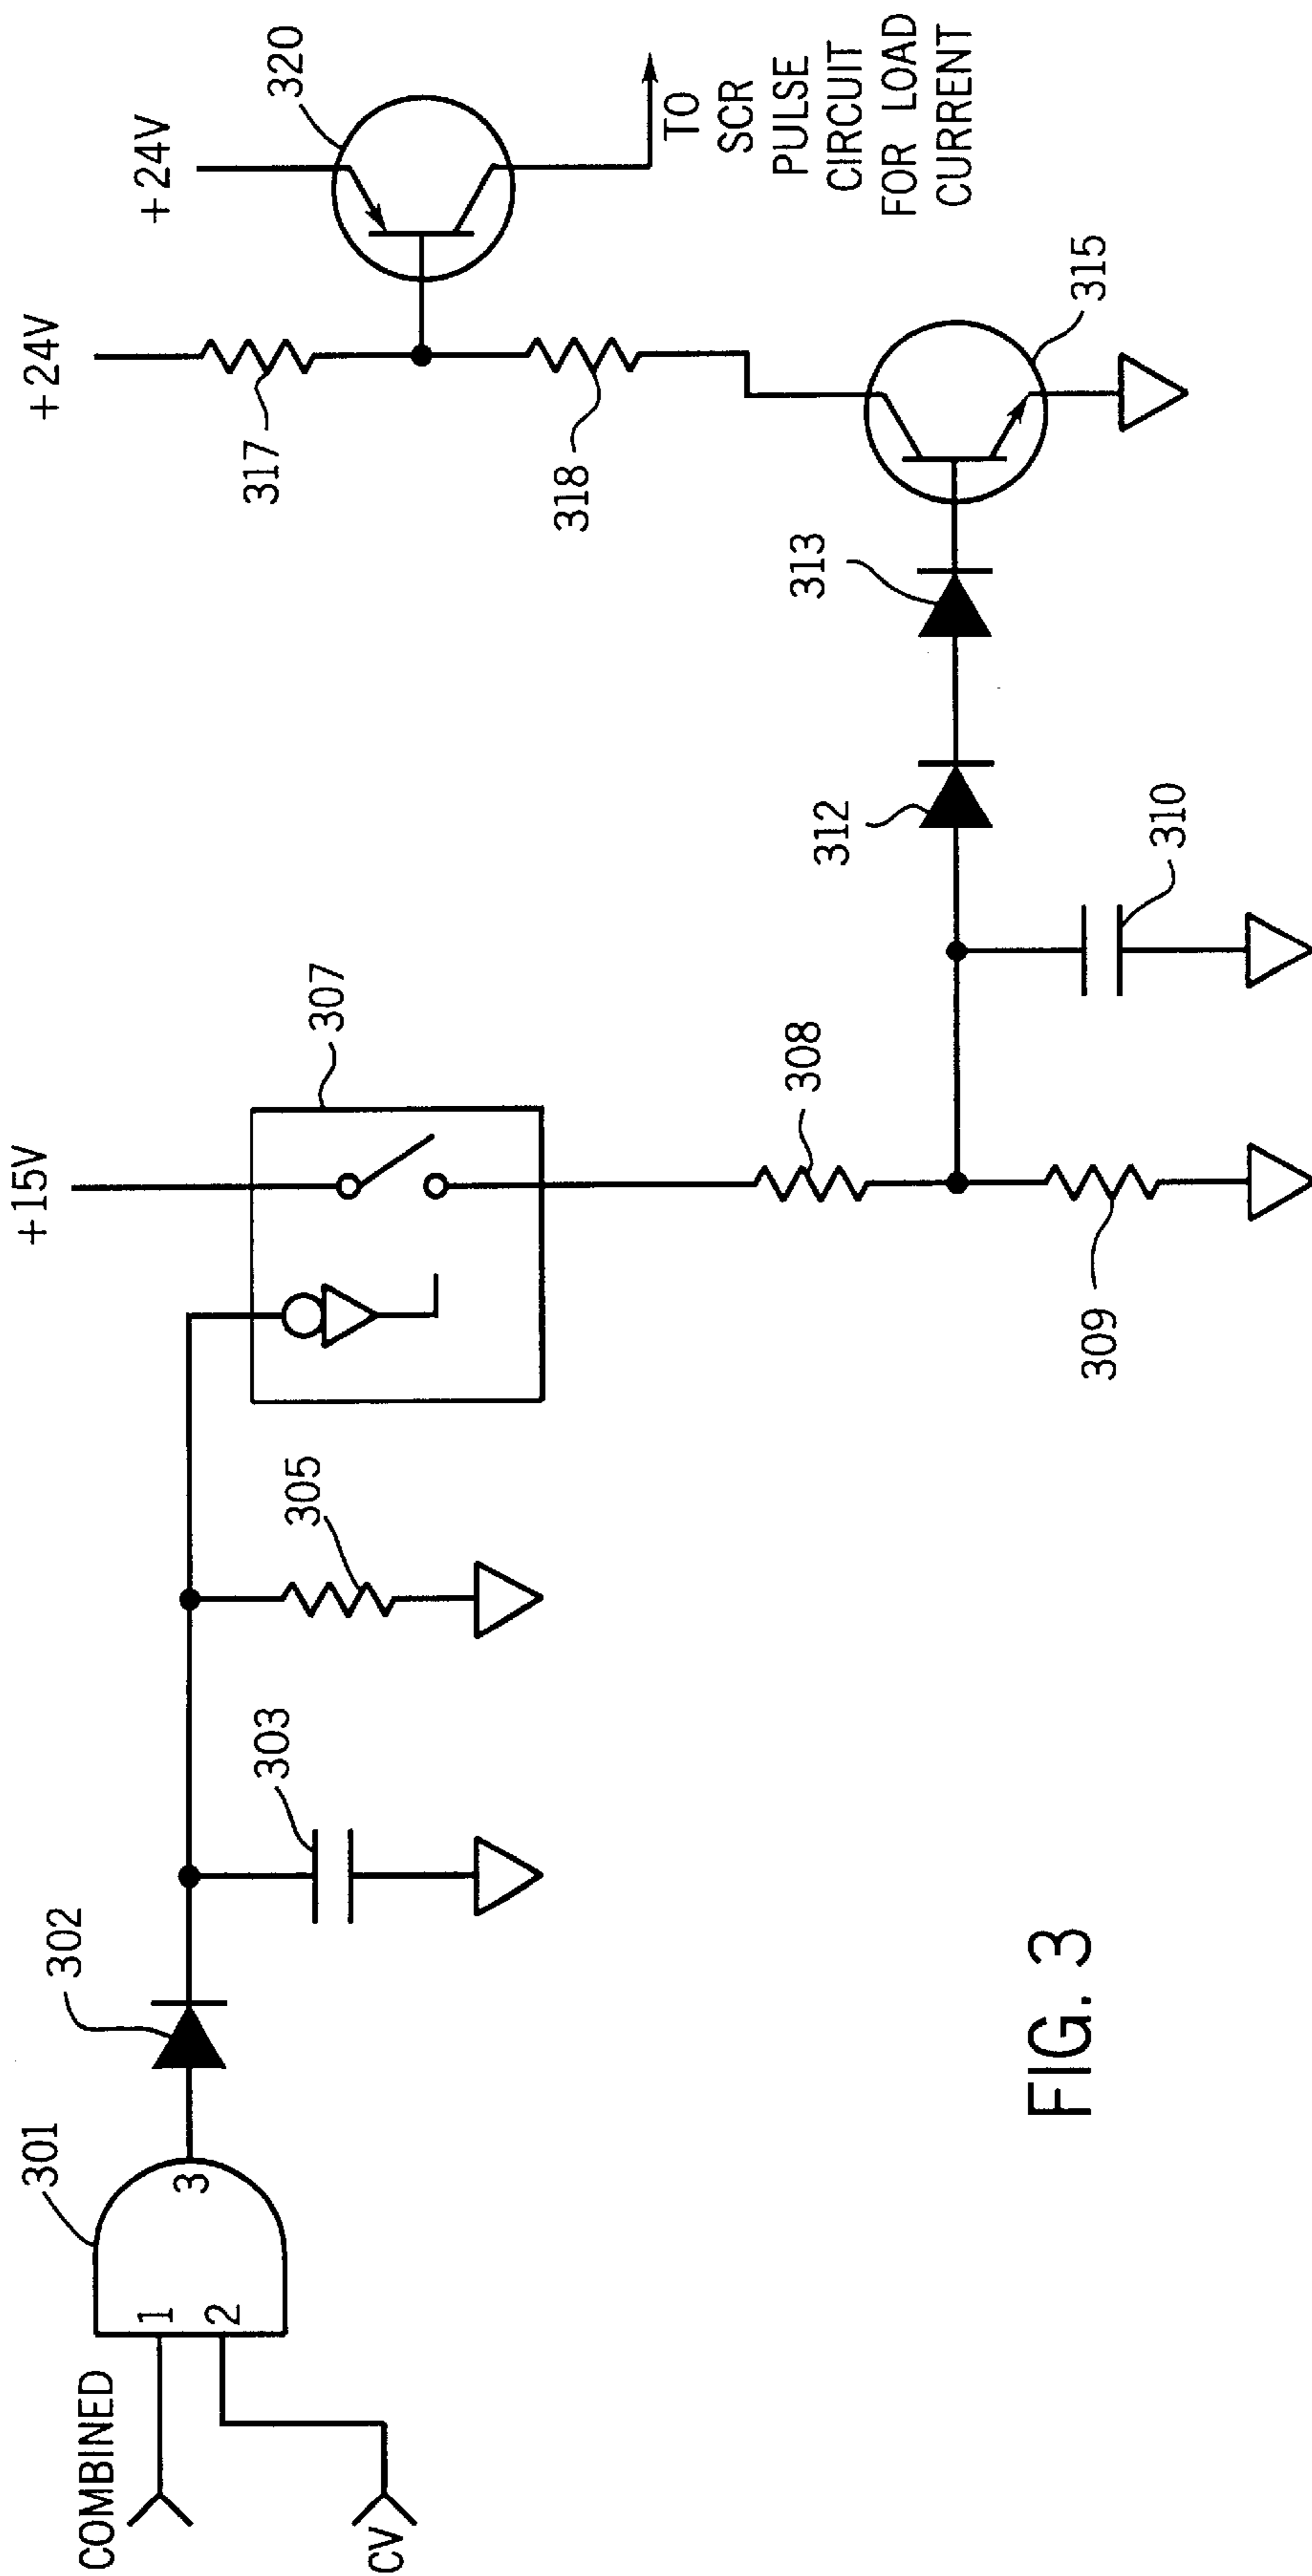 COMBINED
CV
1
2
3
301
302
303
305
+15V
307
308
309
310
312
313
315
+24V
317
318
+24V
320
TO
SCR
PULSE
CIRCUIT
FOR LOAD
CURRENT
FIG. 3